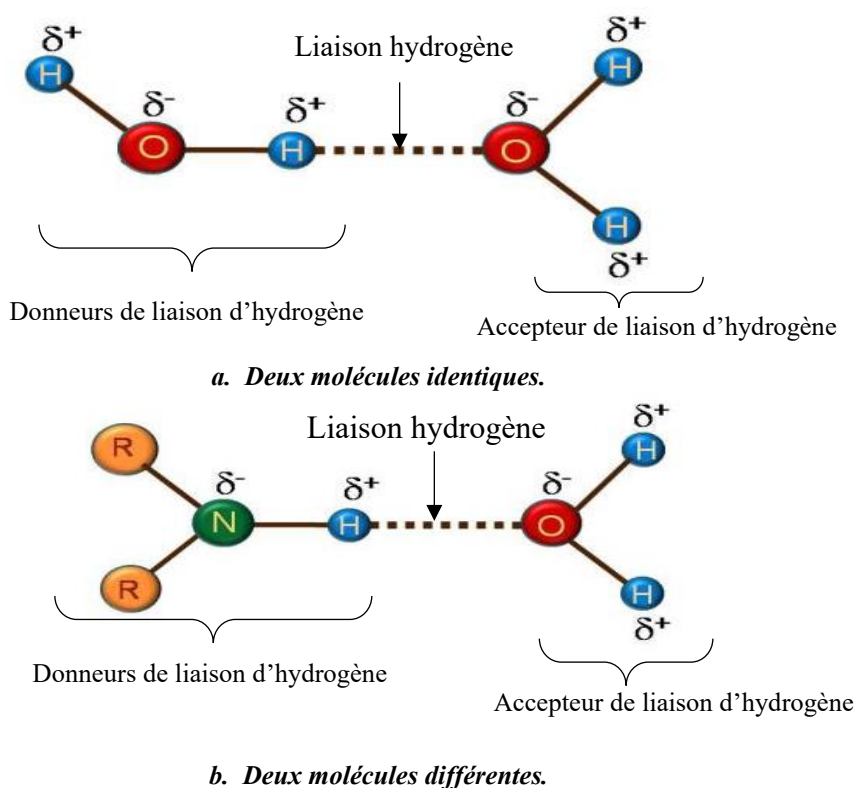 δ+ δ+
Liaison hydrogène
H δ- δ+ δ- H
O H O
H
δ+
Donneurs de liaison d’hydrogène
Accepteur de liaison d’hydrogène
a. Deux molécules identiques.
δ+
Liaison hydrogène
R δ- δ+ δ- H
N H O
R H
δ+
Donneurs de liaison d’hydrogène
Accepteur de liaison d’hydrogène
b. Deux molécules différentes.